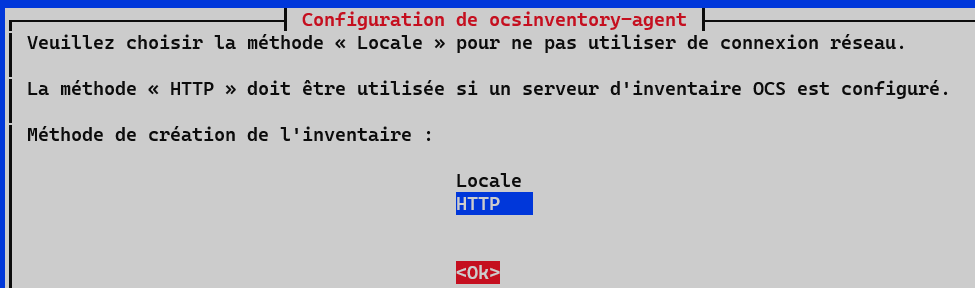 Configuration de ocsinventory-agent
Veuillez choisir la méthode « Locale » pour ne pas utiliser de connexion réseau.
La méthode « HTTP » doit être utilisée si un serveur d'inventaire OCS est configuré.
Méthode de création de l'inventaire :
Locale
HTTP
<Ok>